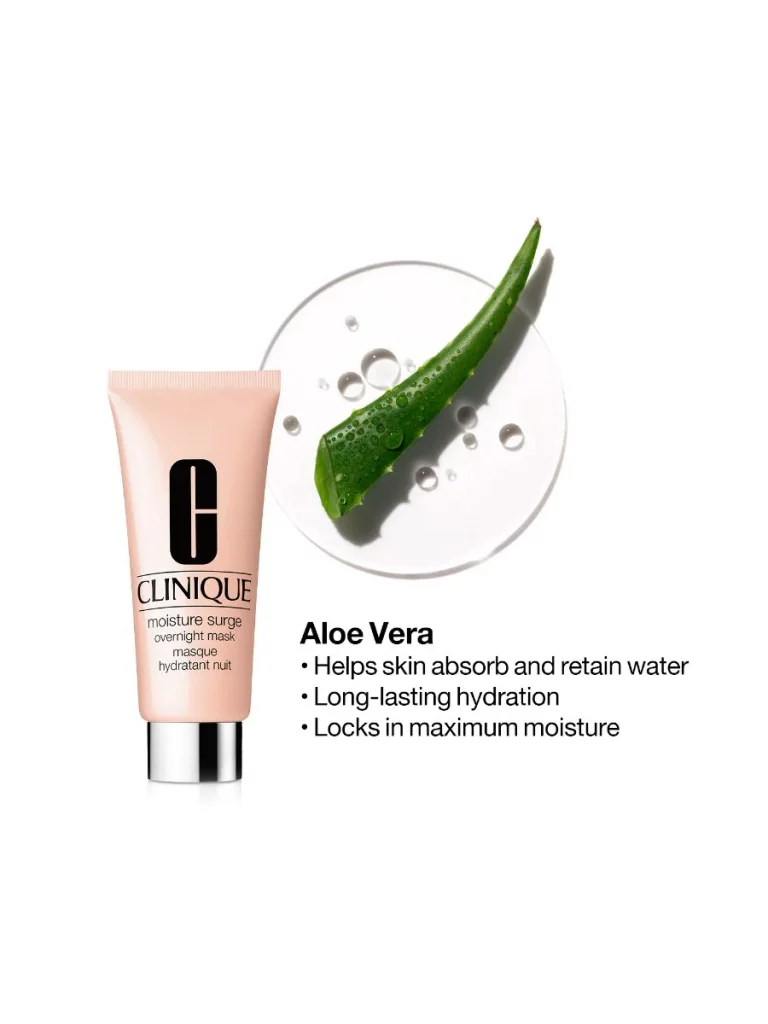 CLINIQUE
moisture surge
overnight mask
masque
hydratant nuit
Aloe Vera
• Helps skin absorb and retain water
• Long-lasting hydration
• Locks in maximum moisture